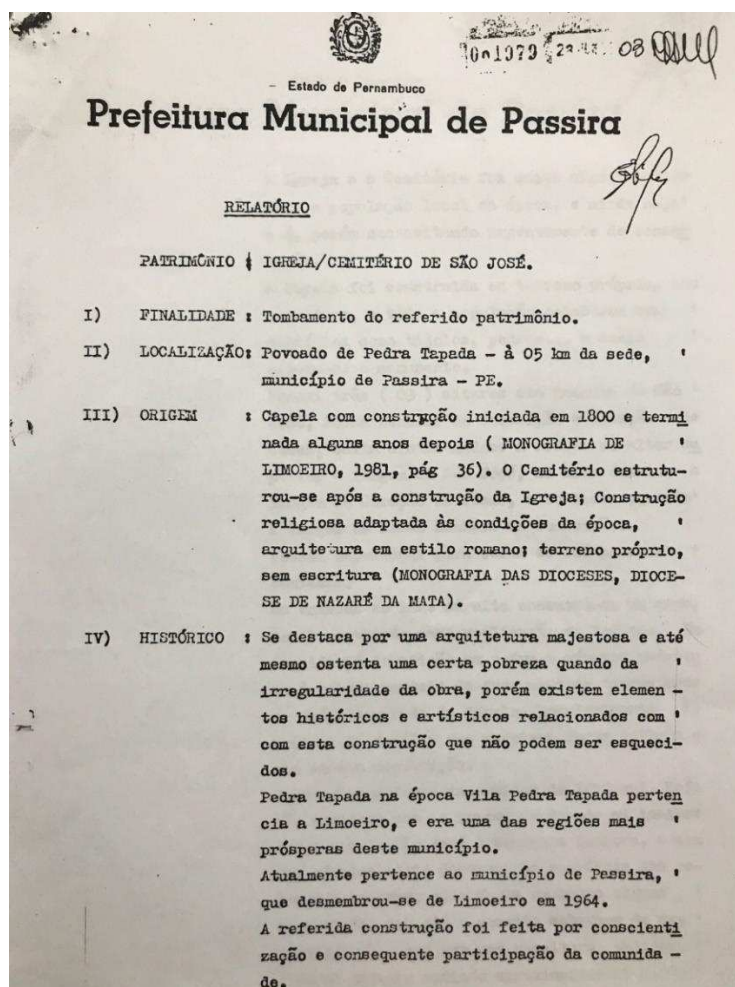 03
- Estado de Pernambuco
Prefeitura Municipal de Passira
RELATÓRIO
PATRIMÔNIO : IGREJA/CEMITÉRIO DE SÃO JOSÉ.
I) FINALIDADE : Tombamento do referido patrimônio.
II) LOCALIZAÇÃO: Povoado de Pedra Tapada - à 05 km da sede, '
município de Passira - PE.
III) ORIGEM : Capela com construção iniciada em 1800 e termi
nada alguns anos depois ( MONOGRAFIA DE '
LIMOEIRO, 1981, pág 36). O Cemitério estrutu-
rou-se após a construção da Igreja; Construção
religiosa adaptada às condições da época, '
arquitetura em estilo romano; terreno próprio,
sem escritura (MONOGRAFIA DAS DIOCESES, DIOCE-
SE DE NAZARÉ DA MATA).
IV) HISTÓRICO : Se destaca por uma arquitetura majestosa e até
mesmo ostenta uma certa pobreza quando da '
irregularidade da obra, porém existem elemen -
tos históricos e artísticos relacionados com '
com esta construção que não podem ser esqueci-
dos.
Pedra Tapada na época Vila Pedra Tapada perten
cia a Limoeiro, e era uma das regiões mais '
prósperas deste município.
Atualmente pertence ao município de Passira, '
que desmembrou-se de Limoeiro em 1964.
A referida construção foi feita por conscienti
zação e consequente participação da comunida -
de.